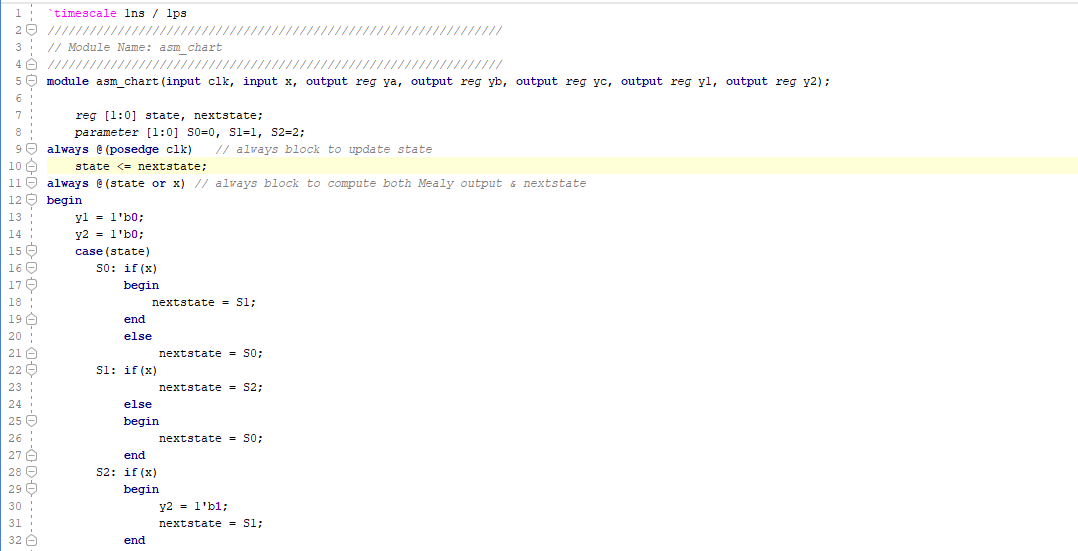 1 `timescale 1ns / 1ps
2 /////////////////////////////////////////////////////////////////
3 // Module Name: asm_chart
4 /////////////////////////////////////////////////////////////////
5 module asm_chart(input clk, input x, output reg ya, output reg yb, output reg yc, output reg y1, output reg y2);
6
7 reg [1:0] state, nextstate;
8 parameter [1:0] S0=0, S1=1, S2=2;
9 always @(posedge clk) // always block to update state
10 state <= nextstate;
11 always @(state or x) // always block to compute both Mealy output & nextstate
12 begin
13 y1 = 1'b0;
14 y2 = 1'b0;
15 case(state)
16 S0: if(x)
17 begin
18 nextstate = S1;
19 end
20 else
21 nextstate = S0;
22 S1: if(x)
23 nextstate = S2;
24 else
25 begin
26 nextstate = S0;
27 end
28 S2: if(x)
29 begin
30 y2 = 1'b1;
31 nextstate = S1;
32 end